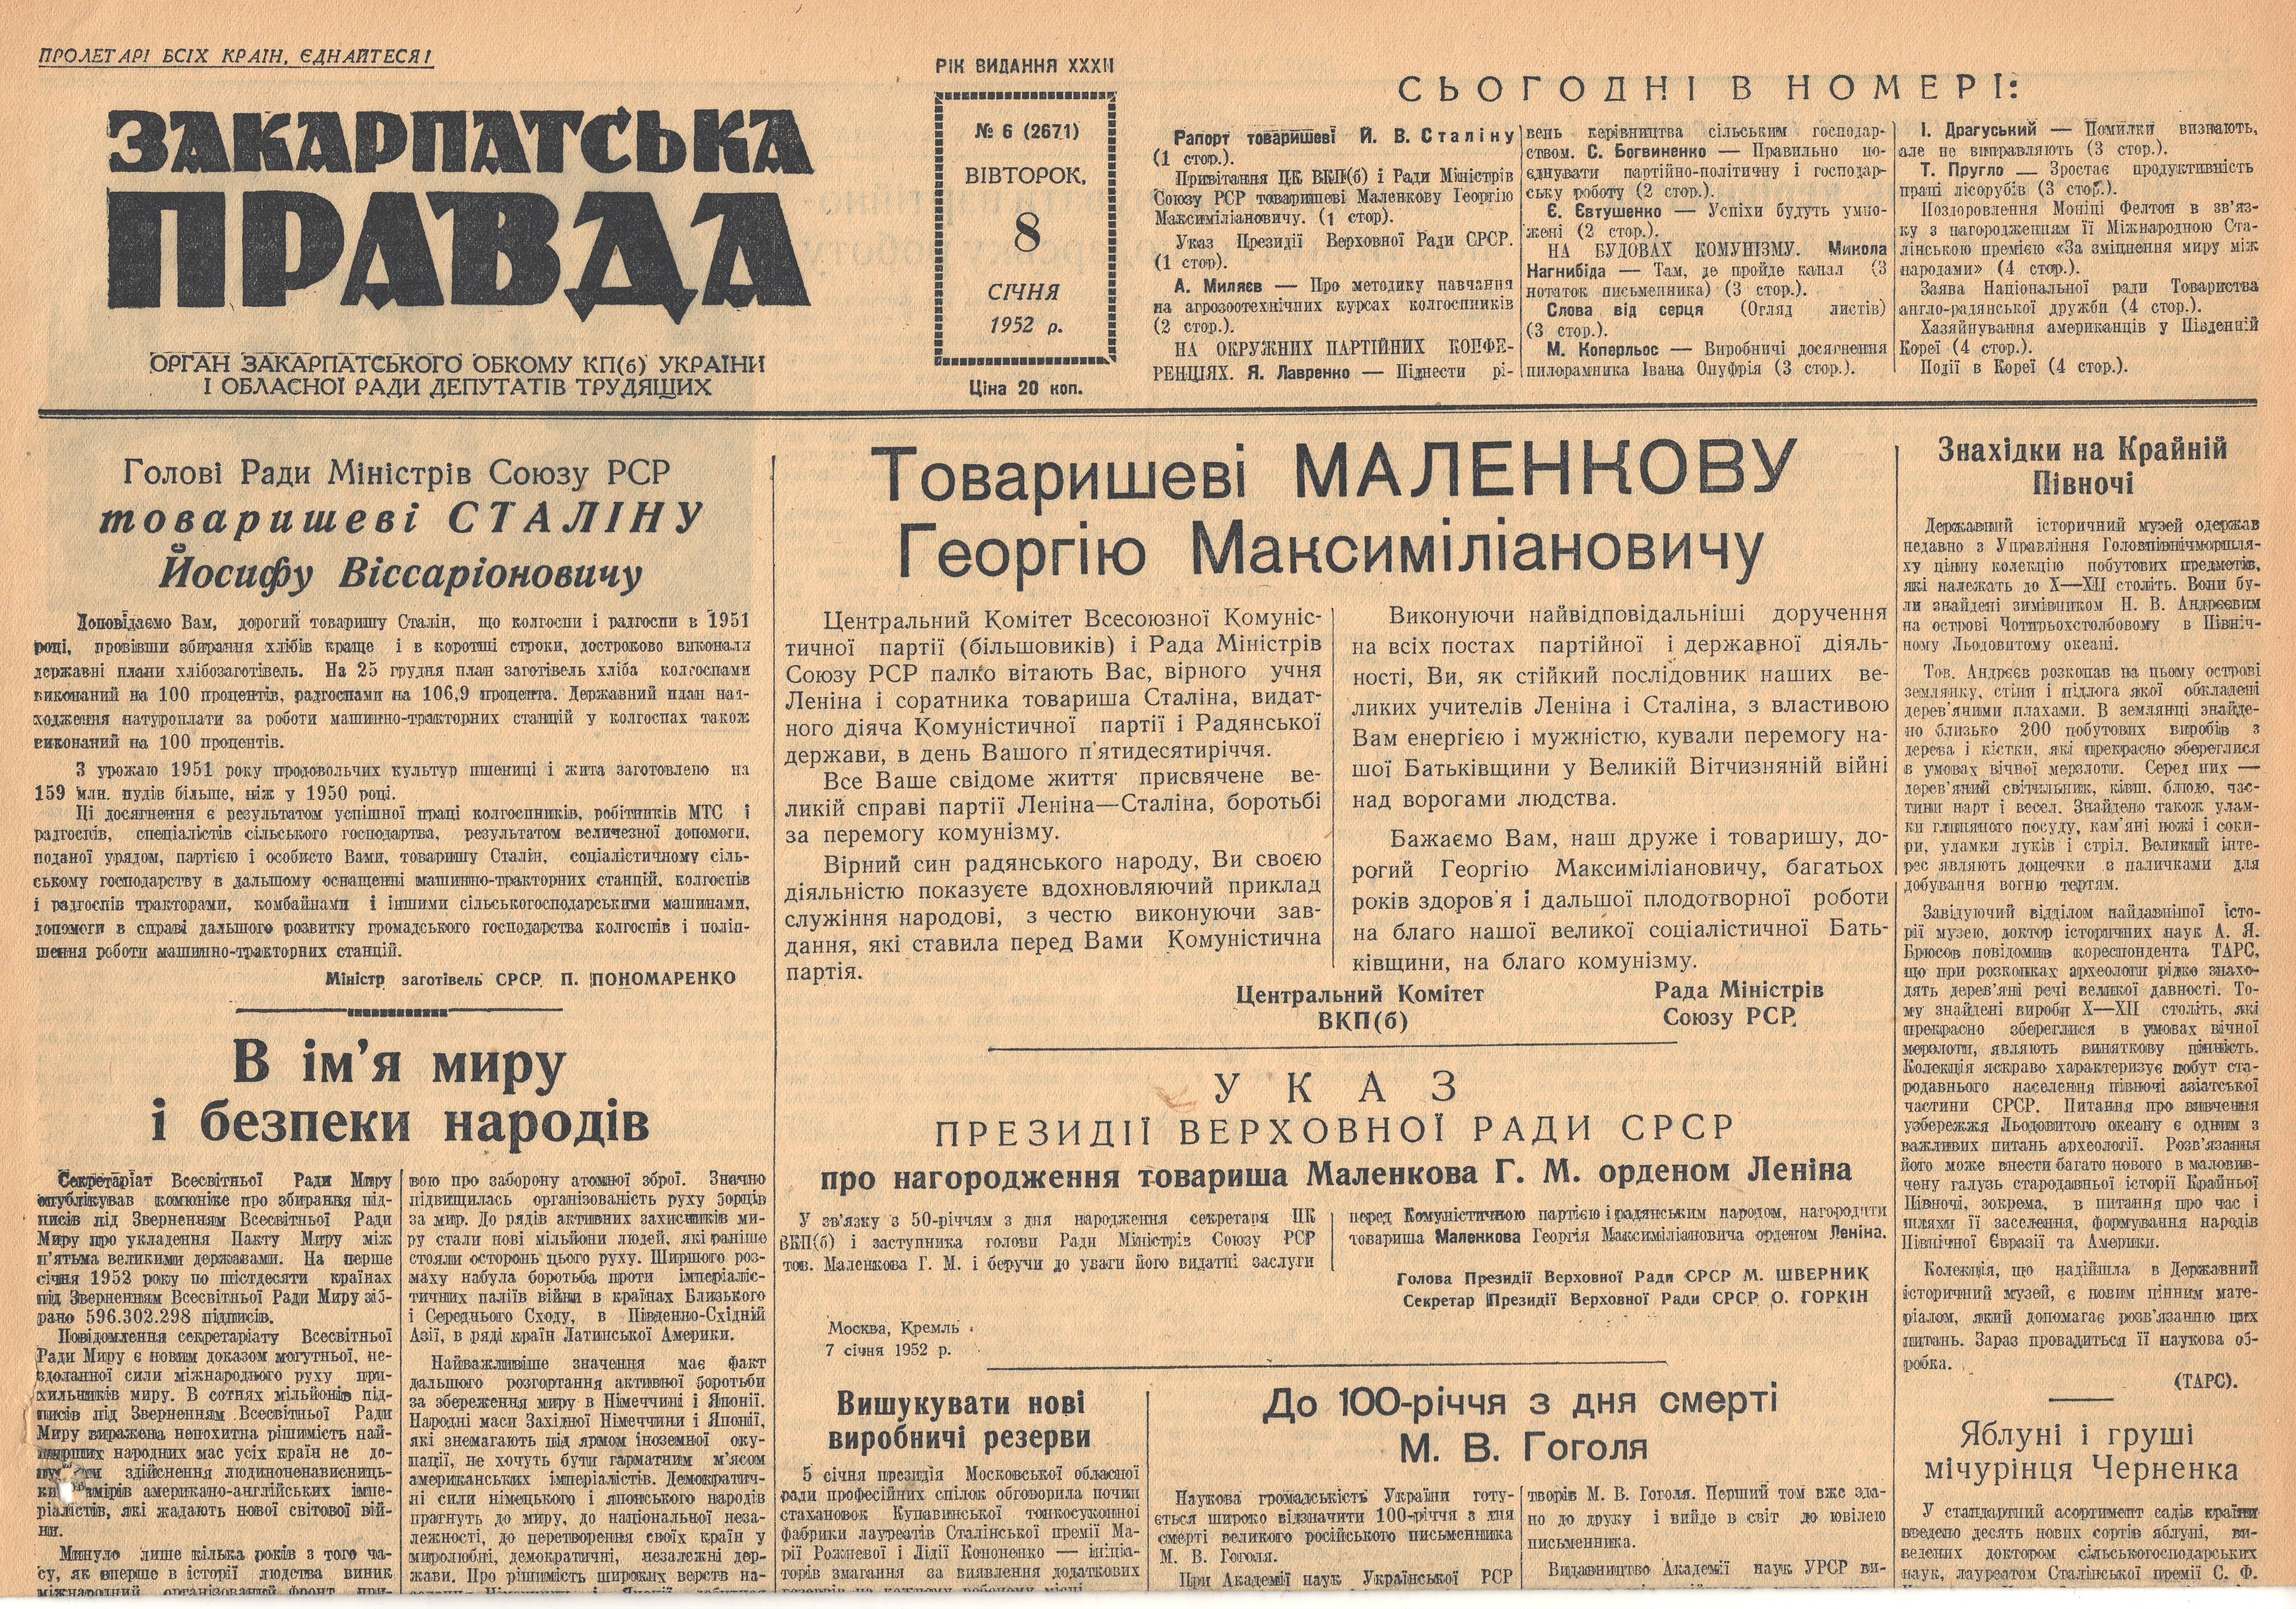 ПРОЛЕТАРІ ВСІХ КРАЇН, ЄДНАЙТЕСЯ!
ЗАКАРПАТСЬКА
ПРАВДА
ОРГАН ЗАКАРПАТСЬКОГО ОБКОМУ КП(б) УКРАЇНИ
І ОБЛАСНОЇ РАДИ ДЕПУТАТІВ ТРУДЯЩИХ
РІК ВИДАННЯ XXXII
№ 6 (2671)
ВІВТОРОК,
8
СІЧНЯ
1952 р.
Ціна 20 коп.
СЬОГОДНІ В НОМЕРІ:
Рапорт товаришеві Й. В. Сталіну
(1 стор.).
Привітання ЦК ВКП(б) і Ради Міністрів
Союзу РСР товаришеві Маленкову Георгію
Максиміліановичу. (1 стор).
Указ Президії Верховної Ради СРСР.
(1 стор).
А. Миляєв — Про методику навчання
на агрозоотехнічних курсах колгоспників
(2 стор.).
НА ОКРУЖНИХ ПАРТІЙНИХ КОНФЕ-
РЕНЦІЯХ. Я. Лавренко — Піднести рі-
вень керівництва сільським господар-
ством. С. Богвиненко — Правильно по-
єднувати партійно-політичну і господар-
ську роботу (2 стор.).
Є. Євтушенко — Успіхи будуть умно-
жені (2 стор.).
НА БУДОВАХ КОМУНІЗМУ. Микола
Нагнибіда — Там, де пройде канал (З
нотаток письменника) (3 стор.).
Слова від серця (Огляд листів)
(3 стор.).
М. Коперльос — Виробничі досягнення
пилорамника Івана Онуфрія (3 стор.).
І. Драгуський — Помилки визнають,
але не виправляють (3 стор.).
Т. Пругло — Зростає продуктивність
праці лісорубів (3 стор.).
Поздоровлення Моніці Фелтон в зв'яз-
ку з нагородженням її Міжнародною Ста-
лінською премією «За зміцнення миру між
народами» (4 стор.).
Заява Національної ради Товариства
англо-радянської дружби (4 стор.).
Хазяйнування американців у Південній
Кореї (4 стор.).
Події в Кореї (4 стор.).
Голові Ради Міністрів Союзу РСР
товаришеві СТАЛІНУ
Йосифу Віссаріоновичу
Доповідаємо Вам, дорогий товаришу Сталін, що колгоспи і радгоспи в 1951
році, провівши збирання хлібів краще і в коротші строки, достроково виконали
державні плани хлібозаготівель. На 25 грудня план заготівель хліба колгоспами
виконаний на 100 процентів, радгоспами на 106,9 процента. Державний план над-
ходження натуроплати за роботи машинно-тракторних станцій у колгоспах також
виконаний на 100 процентів.
З урожаю 1951 року продовольчих культур пшениці і жита заготовлено на
159 млн. пудів більше, ніж у 1950 році.
Ці досягнення є результатом успішної праці колгоспників, робітників МТС і
радгоспів, спеціалістів сільського господарства, результатом величезної допомоги,
поданої урядом, партією і особисто Вами, товаришу Сталін, соціалістичному сіль-
ському господарству в дальшому оснащенні машинно-тракторних станцій, колгоспів
і радгоспів тракторами, комбайнами і іншими сільськогосподарськими машинами,
допомоги в справі дальшого розвитку громадського господарства колгоспів і поліп-
шення роботи машинно-тракторних станцій.
Міністр заготівель СРСР П. ПОНОМАРЕНКО
В ім'я миру
і безпеки народів
Секретаріат Всесвітньої Ради Миру
опублікував комюніке про збирання під-
писів під Зверненням Всесвітньої Ради
Миру про укладення Пакту Миру між
п'ятьма великими державами. На перше
січня 1952 року по шістдесяти країнах
під Зверненням Всесвітньої Ради Миру зіб-
рано 596.302.298 підписів.
Повідомлення секретаріату Всесвітньої
Ради Миру є новим доказом могутньої, не-
здоланної сили міжнародного руху при-
хильників миру. В сотнях мільйонів під-
писів під Зверненням Всесвітньої Ради
Миру виражена непохитна рішимість най-
ширших народних мас усіх країн не до-
здійснення людиноненависниць-
американо-англійських імпе-
ріалістів, які жадають нової світової вій-
ни.
Минуло лише кілька років з того ча-
су, як вперше в історії людства виник
міжнародний організований фронт при-
вою про заборону атомної зброї. Значно
підвищилась організованість руху борців
за мир. До рядів активних захисників ми-
ру стали нові мільйони людей, які раніше
стояли осторонь цього руху. Ширшого роз-
маху набула боротьба проти імперіаліс-
тичних паліїв війни в країнах Близького
і Середнього Сходу, в Південно-Східній
Азії, в ряді країн Латинської Америки.
Найважливіше значення має факт
дальшого розгортання активної боротьби
за збереження миру в Німеччині і Японії.
Народні маси Західної Німеччини і Японії,
які знемагають під ярмом іноземної оку-
пації, не хочуть бути гарматним м'ясом
американських імперіалістів. Демократич-
ні сили німецького і японського народів
прагнуть до миру, до національної неза-
лежності, до перетворення своїх країн у
миролюбні, демократичні, незалежні дер-
жави. Про рішимість широких верств на-
Товаришеві МАЛЕНКОВУ
Георгію Максиміліановичу
Центральний Комітет Всесоюзної Комуніс-
тичної партії (більшовиків) і Рада Міністрів
Союзу РСР палко вітають Вас, вірного учня
Леніна і соратника товариша Сталіна, видат-
ного діяча Комуністичної партії і Радянської
держави, в день Вашого п'ятидесятиріччя.
Все Ваше свідоме життя присвячене ве-
ликій справі партії Леніна—Сталіна, боротьбі
за перемогу комунізму.
Вірний син радянського народу, Ви своєю
діяльністю показуєте вдохновляючий приклад
служіння народові, з честю виконуючи зав-
дання, які ставила перед Вами Комуністична
партія.
Виконуючи найвідповідальніші доручення
на всіх постах партійної і державної діяль-
ності, Ви, як стійкий послідовник наших ве-
ликих учителів Леніна і Сталіна, з властивою
Вам енергією і мужністю, кували перемогу на-
шої Батьківщини у Великій Вітчизняній війні
над ворогами людства.
Бажаємо Вам, наш друже і товаришу, до-
рогий Георгію Максиміліановичу, багатьох
років здоров'я і дальшої плодотворної роботи
на благо нашої великої соціалістичної Бать-
ківщини, на благо комунізму.
Центральний Комітет
ВКП(б)
Рада Міністрів
Союзу РСР.
УКАЗ
ПРЕЗИДІЇ ВЕРХОВНОЇ РАДИ СРСР
про нагородження товариша Маленкова Г. М. орденом Леніна
У зв'язку з 50-річчям з дня народження секретаря ЦК
ВКП(б) і заступника голови Ради Міністрів Союзу РСР
тов. Маленкова Г. М. і беручи до уваги його видатні заслуги
перед Комуністичною партією і радянським народом, нагородити
товариша Маленкова Георгія Максиміліановича орденом Леніна.
Голова Президії Верховної Ради СРСР М. ШВЕРНИК
Секретар Президії Верховної Ради СРСР О. ГОРКІН
Москва, Кремль
7 січня 1952 р.
Вишукувати нові
виробничі резерви
5 січня президія Московської обласної
ради професійних спілок обговорила почин
стахановок Купавинської тонкосуконної
фабрики лауреатів Сталінської премії Ма-
рії Рожневої і Лідії Кононенко — ініціа-
торів змагання за виявлення додаткових
резервів на кожному робочому місці.
До 100-річчя з дня смерті
М. В. Гоголя
Наукова громадськість України готу-
ється широко відзначити 100-річчя з дня
смерті великого російського письменника
М. В. Гоголя.
При Академії наук Української РСР
творів М. В. Гоголя. Перший том вже зда-
но до друку і вийде в світ до ювілею
письменника.
Видавництво Академії наук УРСР ви-
Знахідки на Крайній
Півночі
Державний історичний музей одержав
недавно з Управління Головпівнічморшля-
ху цінну колекцію побутових предметів,
які належать до X—XII століть. Вони бу-
ли знайдені зимівником Н. В. Андреєвим
на острові Чотирьохстолбовому в Північ-
ному Льодовитому океані.
Тов. Андреєв розкопав на цьому острові
землянку, стіни і підлога якої обкладені
дерев'яними плахами. В землянці знайде-
но близько 200 побутових виробів з
дерева і кістки, які прекрасно збереглися
в умовах вічної мерзлоти. Серед них —
дерев'яний світильник, ківш, блюдо, час-
тини нарт і весел. Знайдено також улам-
ки глиняного посуду, кам'яні ножі і соки-
ри, уламки луків і стріл. Великий інте-
рес являють дощечки з паличками для
добування вогню тертям.
Завідуючий відділом найдавнішої істо-
рії музею, доктор історичних наук А. Я.
Брюсов повідомив кореспондента ТАРС,
що при розкопках археологи рідко знахо-
дять дерев'яні речі великої давності. То-
му знайдені вироби X—XII століть, які
прекрасно збереглися в умовах вічної
мерзлоти, являють виняткову цінність.
Колекція яскраво характеризує побут ста-
родавнього населення півночі азіатської
частини СРСР. Питання про вивчення
узбережжя Льодовитого океану є одним з
важливих питань археології. Розв'язання
його може внести багато нового в маловив-
чену галузь стародавньої історії Крайньої
Півночі, зокрема, в питання про час і
шляхи її заселення, формування народів
Північної Євразії та Америки.
Колекція, що надійшла в Державний
історичний музей, є новим цінним мате-
ріалом, який допомагає розв'язанню цих
питань. Зараз провадиться її наукова об-
робка.
(ТАРС).
Яблуні і груші
мічурінця Черненка
У стандартний асортимент садів країни
введено десять нових сортів яблуні, ви-
ведених доктором сільськогосподарських
наук, лауреатом Сталінської премії С. Ф.